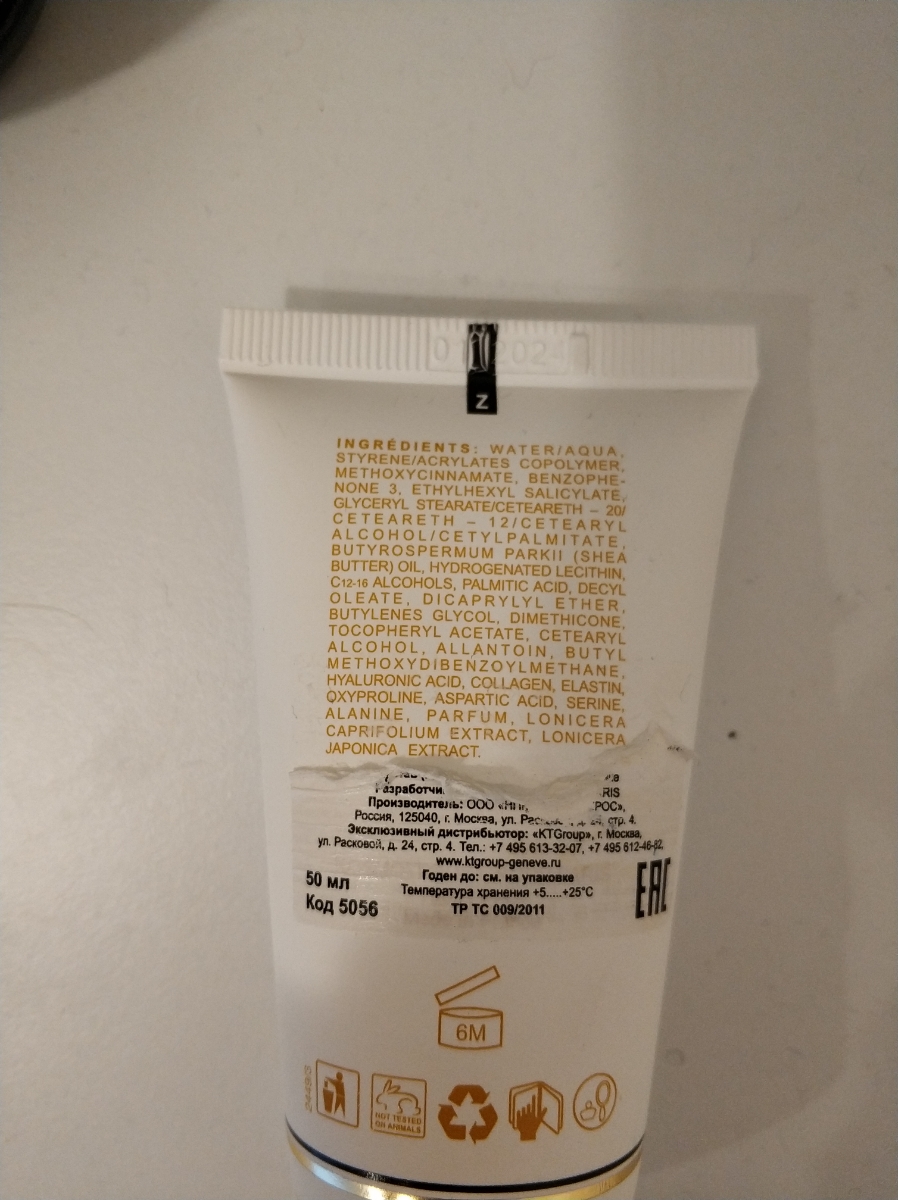 2024
Z
INGRÉDIENTS: WATER/AQUA,
STYRENE/ACRYLATES COPOLYMER,
METHOXYCINNAMATE, BENZOPHE-
NONE 3, ETHYLHEXYL SALICYLATE,
GLYCERYL STEARATE/CETEARETH – 20/
CETEARETH – 12/CETEARYL
ALCOHOL/CETYLPALMITATE,
BUTYROSPERMUM PARKII (SHEA
BUTTER) OIL, HYDROGENATED LECITHIN,
C12-16 ALCOHOLS, PALMITIC ACID, DECYL
OLEATE, DICAPRYLYL ETHER,
BUTYLENES GLYCOL, DIMETHICONE,
TOCOPHERYL ACETATE, CETEARYL
ALCOHOL, ALLANTOIN, BUTYL
METHOXYDIBENZOYLMETHANE,
HYALURONIC ACID, COLLAGEN, ELASTIN,
OXYPROLINE, ASPARTIC ACID, SERINE,
ALANINE, PARFUM, LONICERA
CAPRIFOLIUM EXTRACT, LONICERA
JAPONICA EXTRACT.
Производитель: ООО
Россия, 125040, г. Москва, ул. стр. 4.
Эксклюзивный дистрибьютор: «KTGroup», г. Москва,
ул. Расковой, д. 24, стр. 4. Тел.: +7 495 613-32-07, +7 495 612-46-82,
www.ktgroup-geneve.ru
Годен до: см. на упаковке
Температура хранения +5.....+25°C
ТР ТС 009/2011
50 мл
Код 5056
EAC
6M
NOT TESTED
ON ANIMALS